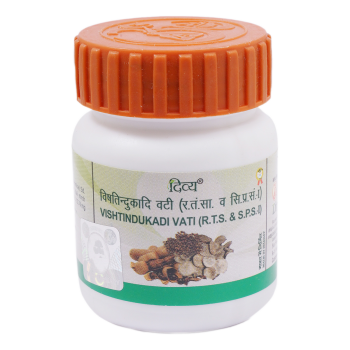 दिव्य®
विषतिन्दुकादि वटी (र.तं.सा. व सि.प्र.सं-I)
VISHTINDUKADI VATI (R.T.S. & S.P.S.I)